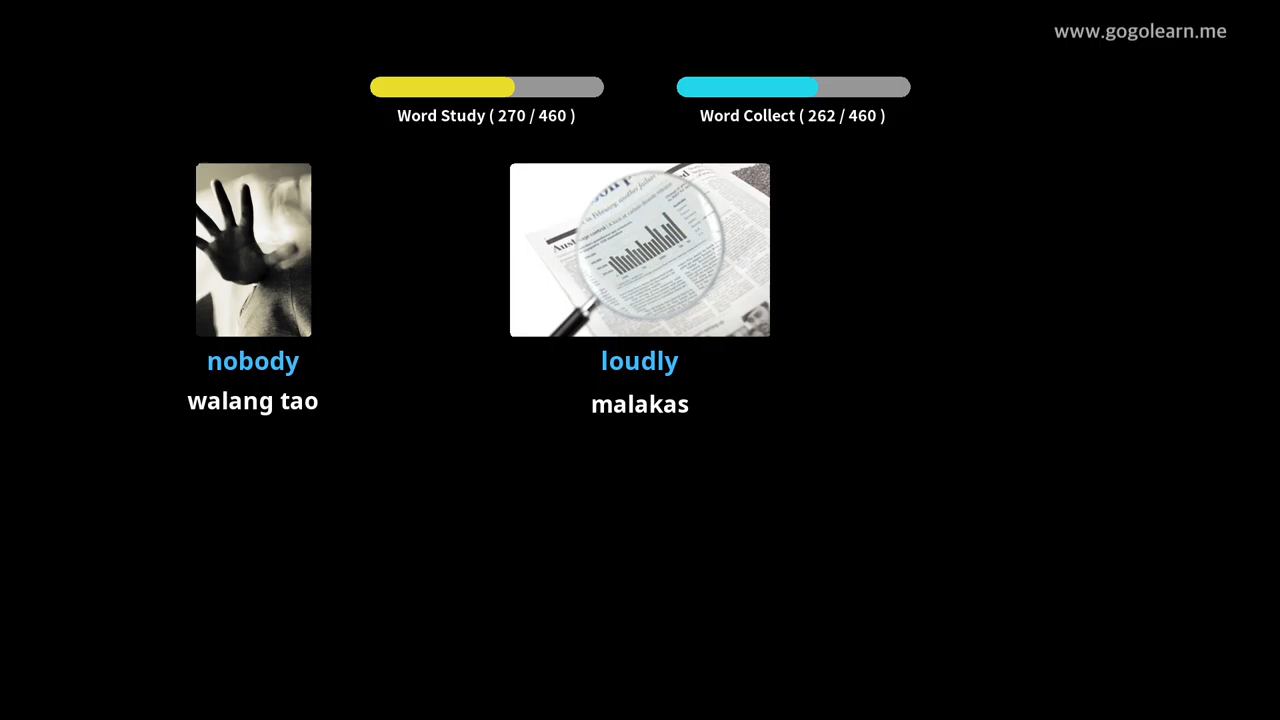 www.gogolearn.me
Word Study ( 270 / 460 )
Word Collect ( 262 / 460 )
nobody
walang tao
loudly
malakas